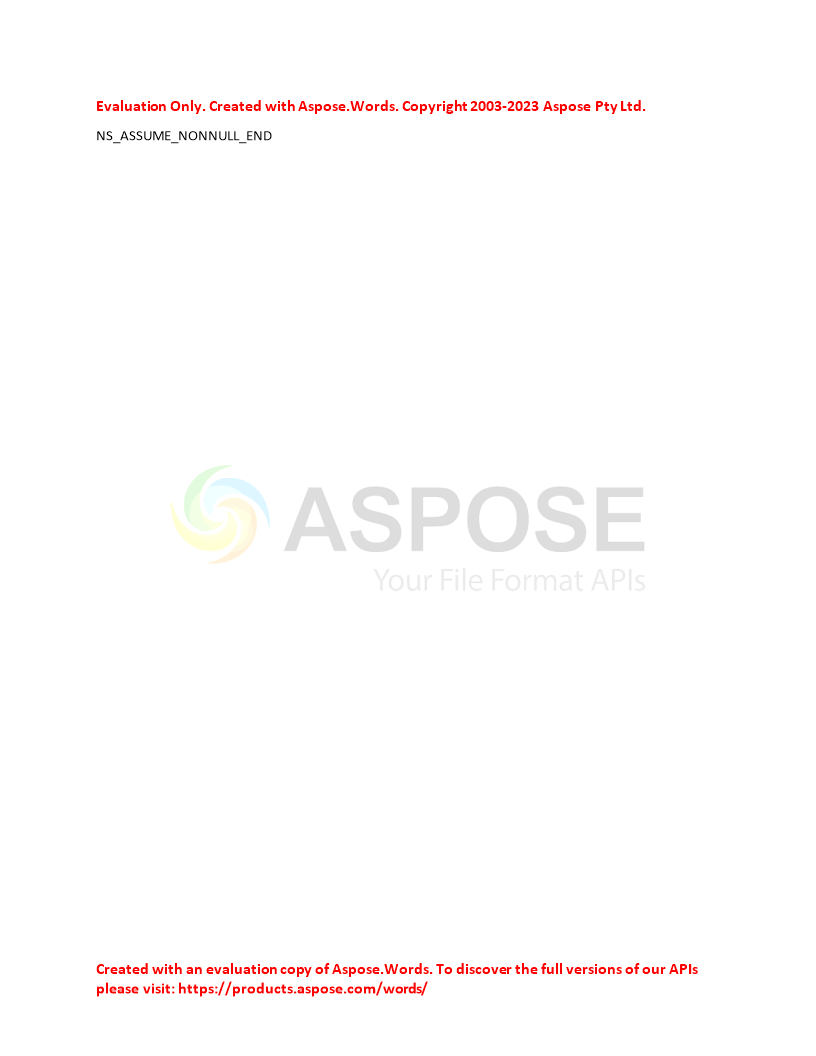 Evaluation Only. Created with Aspose.Words. Copyright 2003-2023 Aspose Pty Ltd.
NS_ASSUME_NONNULL_END
ASPOSE
Your File Format APIs
Created with an evaluation copy of Aspose.Words. To discover the full versions of our APIs
please visit: https://products.aspose.com/words/